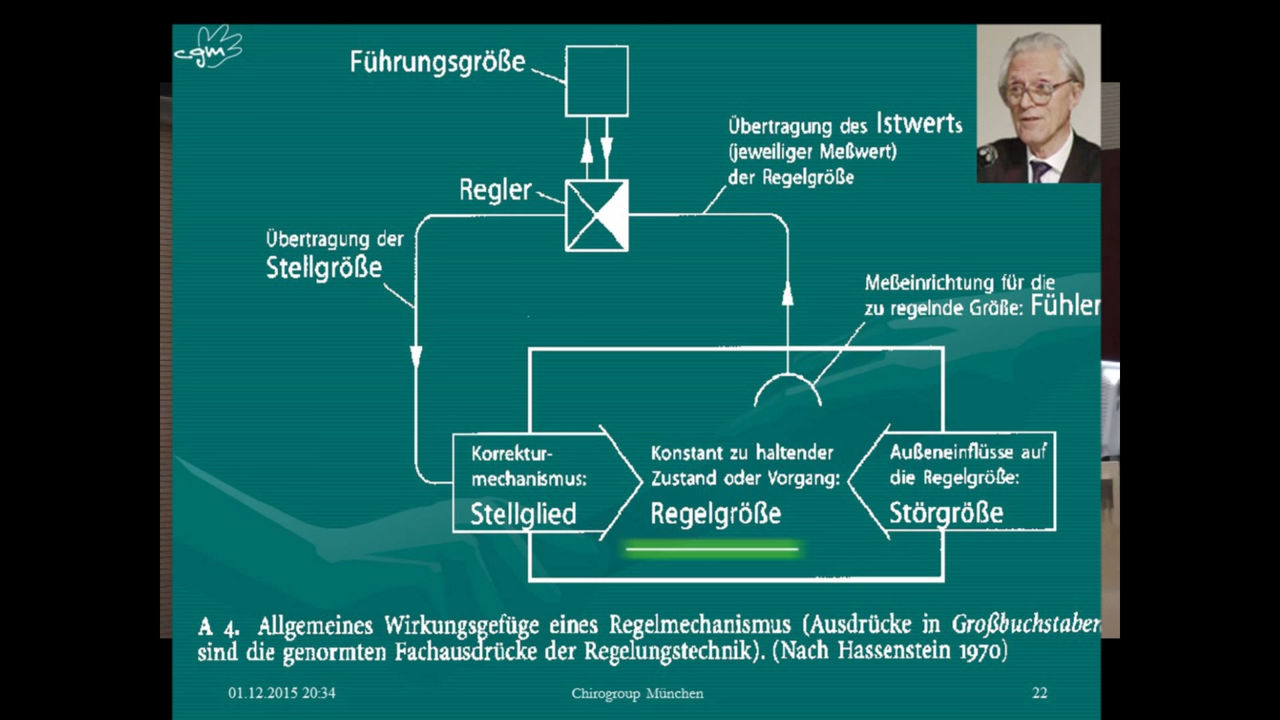 cgm
Führungsgröße
Übertragung des Istwerts
(jeweiliger Meßwert)
der Regelgröße
Regler
Übertragung der
Stellgröße
Meßeinrichtung für die
zu regelnde Größe: Fühler
Korrektur-
mechanismus:
Stellglied
Konstant zu haltender
Zustand oder Vorgang:
Regelgröße
Außeneinflüsse auf
die Regelgröße:
Störgröße
A 4. Allgemeines Wirkungsgefüge eines Regelmechanismus (Ausdrücke in Großbuchstaben
sind die genormten Fachausdrücke der Regelungstechnik). (Nach Hassenstein 1970)
01.12.2015 20:34
Chirogroup München
22